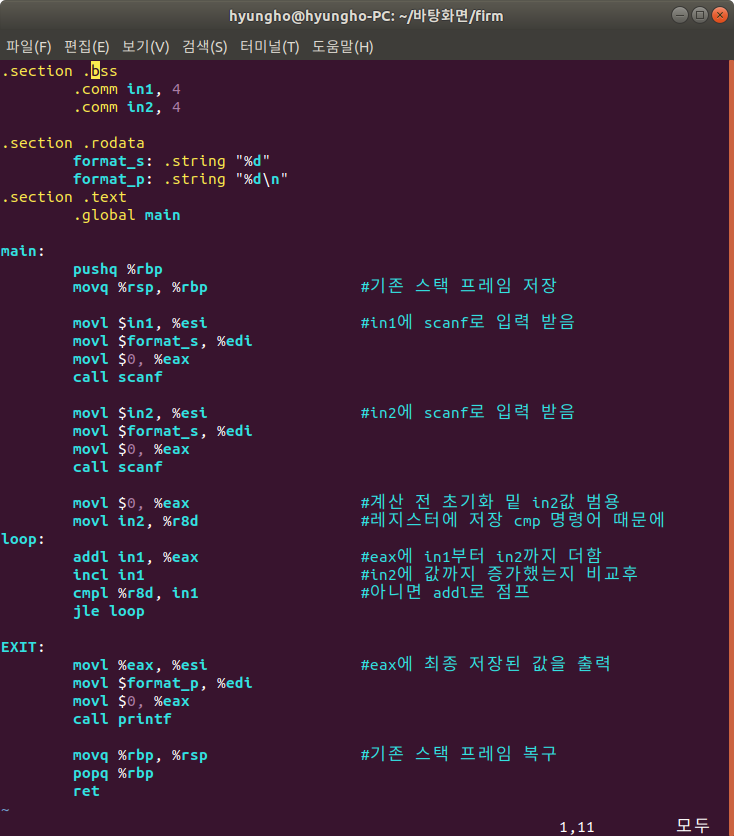 hyungho@hyungho-PC: ~/바탕화면/firm
파일(F) 편집(E) 보기(V) 검색(S) 터미널(T) 도움말(H)
.section .bss
        .comm in1, 4
        .comm in2, 4

.section .rodata
        format_s: .string "%d"
        format_p: .string "%d\n"
.section .text
        .global main

main:
        pushq %rbp
        movq %rsp, %rbp                 #기존 스택 프레임 저장

        movl $in1, %esi                 #in1에 scanf로 입력 받음
        movl $format_s, %edi
        movl $0, %eax
        call scanf

        movl $in2, %esi                 #in2에 scanf로 입력 받음
        movl $format_s, %edi
        movl $0, %eax
        call scanf

        movl $0, %eax                   #계산 전 초기화 밑 in2값 범용
        movl in2, %r8d                  #레지스터에 저장 cmp 명령어 때문에
loop:
        addl in1, %eax                  #eax에 in1부터 in2까지 더함
        incl in1                        #in2에 값까지 증가했는지 비교후
        cmpl %r8d, in1                  #아니면 addl로 점프
        jle loop

EXIT:
        movl %eax, %esi                 #eax에 최종 저장된 값을 출력
        movl $format_p, %edi
        movl $0, %eax
        call printf

        movq %rbp, %rsp                 #기존 스택 프레임 복구
        popq %rbp
        ret
~
1,11 모두